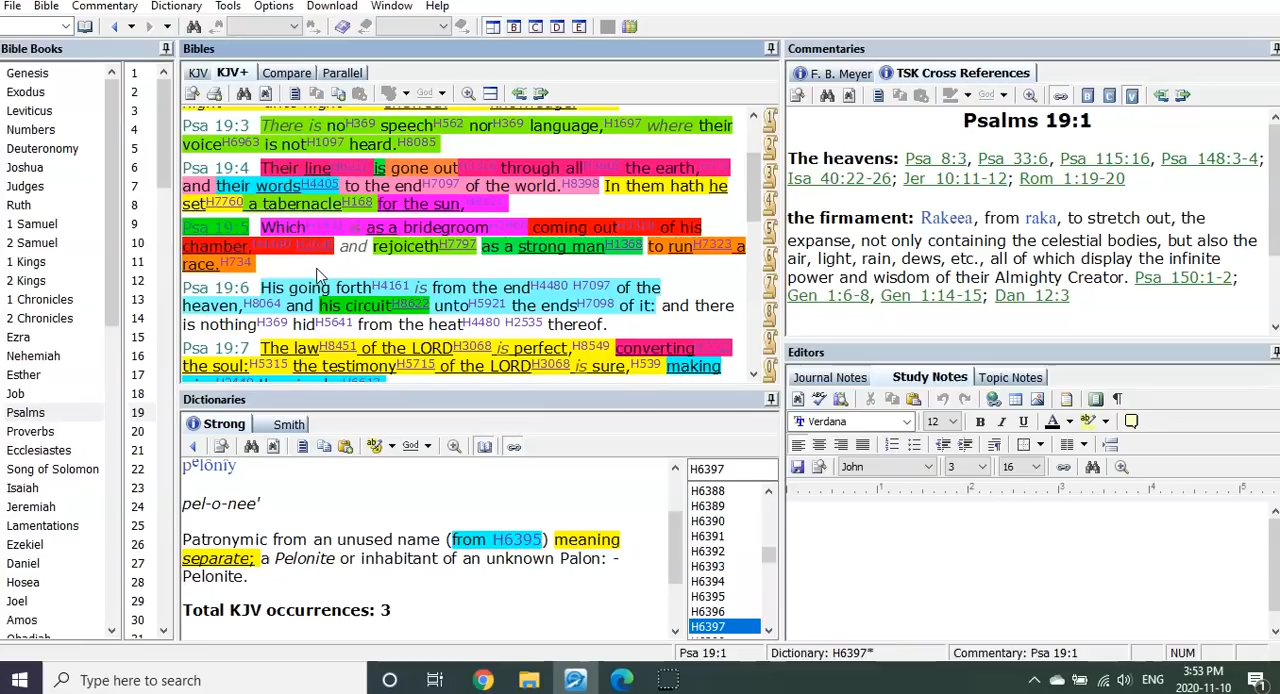 File Bible Commentary Dictionary Tools Options Download Window Help
B C D E
Bible Books
Genesis
Exodus
Leviticus
Numbers
Deuteronomy
Joshua
Judges
Ruth
1 Samuel
2 Samuel
1 Kings
2 Kings
1 Chronicles
2 Chronicles
Ezra
Nehemiah
Esther
Job
Psalms
Proverbs
Ecclesiastes
Song of Solomon
Isaiah
Jeremiah
Lamentations
Ezekiel
Daniel
Hosea
Joel
Amos
Obadiah
1
2
3
4
5
6
7
8
9
10
11
12
13
14
15
16
17
18
19
20
21
22
23
24
25
26
27
28
29
30
Bibles
KJV KJV+ Compare Parallel
God
Psa 19:3 There is noH369 speechH562 norH369 language,H1697 where their
voiceH6963 is notH1097 heard.H8085
Psa 19:4 Their line is gone out through all the earth,
and their wordsH4405 to the endH7097 of the world.H8398 In them hath he
setH7760 a tabernacleH168 for the sun,
Psa 19:5 Which is as a bridegroom coming out of his
chamber, and rejoicethH7797 as a strong manH1368 to runH7323 a
race.H734
Psa 19:6 His going forthH4161 is from the endH4480 H7097 of the
heaven,H8064 and his circuitH8622 untoH5921 the endsH7098 of it: and there
is nothingH369 hidH5641 from the heatH4480 H2535 thereof.
Psa 19:7 The lawH8451 of the LORDH3068 is perfect,H8549 converting
the soul:H5315 the testimonyH5715 of the LORDH3068 is sure,H539 making
Dictionaries
Strong Smith
God
pelônîy
pel-o-nee'
Patronymic from an unused name (from H6395) meaning
separate; a Pelonite or inhabitant of an unknown Palon: -
Pelonite.
Total KJV occurrences: 3
H6397
H6388
H6389
H6390
H6391
H6392
H6393
H6394
H6395
H6396
H6397
Commentaries
F. B. Meyer TSK Cross References
God B C V
Psalms 19:1
The heavens: Psa 8:3, Psa 33:6, Psa 115:16, Psa 148:3-4;
Isa 40:22-26; Jer 10:11-12; Rom 1:19-20
the firmament: Rakeea, from raka, to stretch out, the
expanse, not only containing the celestial bodies, but also the
air, light, rain, dews, etc., all of which display the infinite
power and wisdom of their Almighty Creator. Psa 150:1-2;
Gen 1:6-8, Gen 1:14-15; Dan 12:3
Editors
Journal Notes Study Notes Topic Notes
Verdana 12 B I U A
John 3 16
1 2 3 4 5
Psa 19:1 Dictionary: H6397* Commentary: Psa 19:1 NUM
Type here to search
ENG
3:53 PM
2020-11-10
1